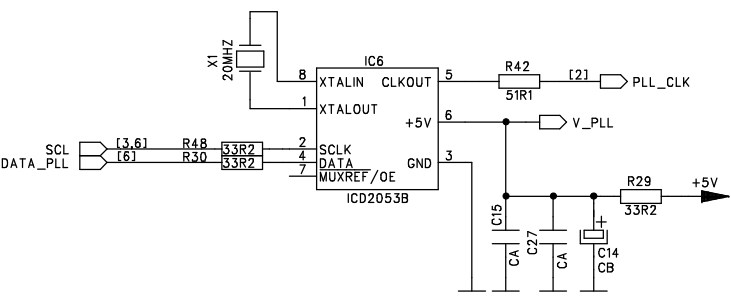 X1
20MHZ
IC6
8 XTALIN CLKOUT 5
R42
51R1
[2]
PLL_CLK
1 XTALOUT
+5V 6
V_PLL
SCL [3,6] R48 33R2 2 SCLK
DATA_PLL [6] R30 33R2 4 DATA
GND 3
7 MUXREF/OE
ICD2053B
R29
33R2
+5V
C15
CA
C27
CA
+
C14
CB